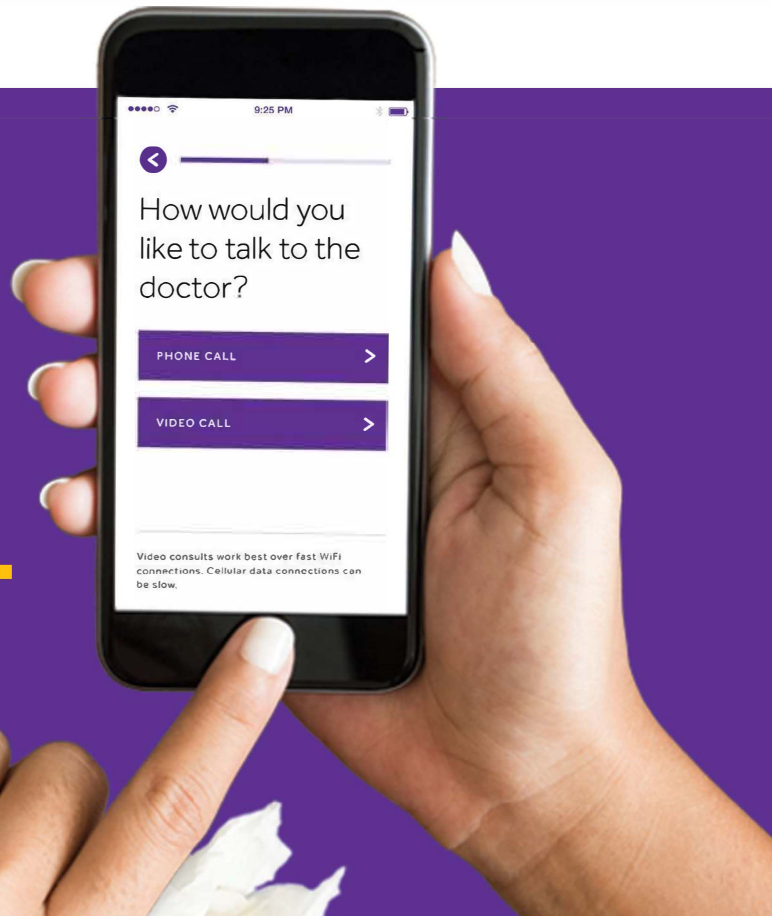 9:25 PM
How would you
like to talk to the
doctor?
PHONE CALL
VIDEO CALL
Video consults work best over fast WiFi
connections. Cellular data connections can
be slow.